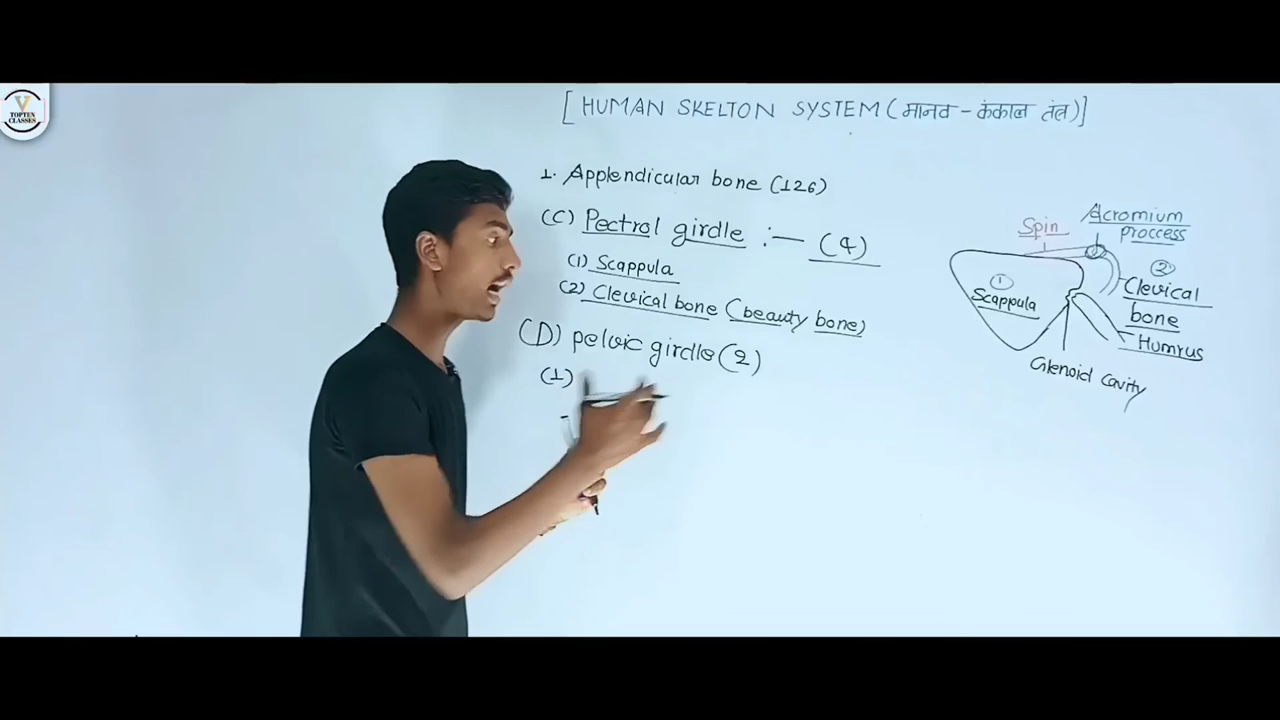 V
TOPTEN
CLASSES
[HUMAN SKELTON SYSTEM (मानव - कंकाल तंत्र)]
1. Applendicular bone (126)
(C) Pectrol girdle :— (4)
(1) Scappula
(2) Clevical bone (beauty bone)
(D) pelvic girdle (2)
(1)
Spin
Acromium
proccess
1
Scappula
2
Clevical
bone
Humrus
Glenoid Cavity